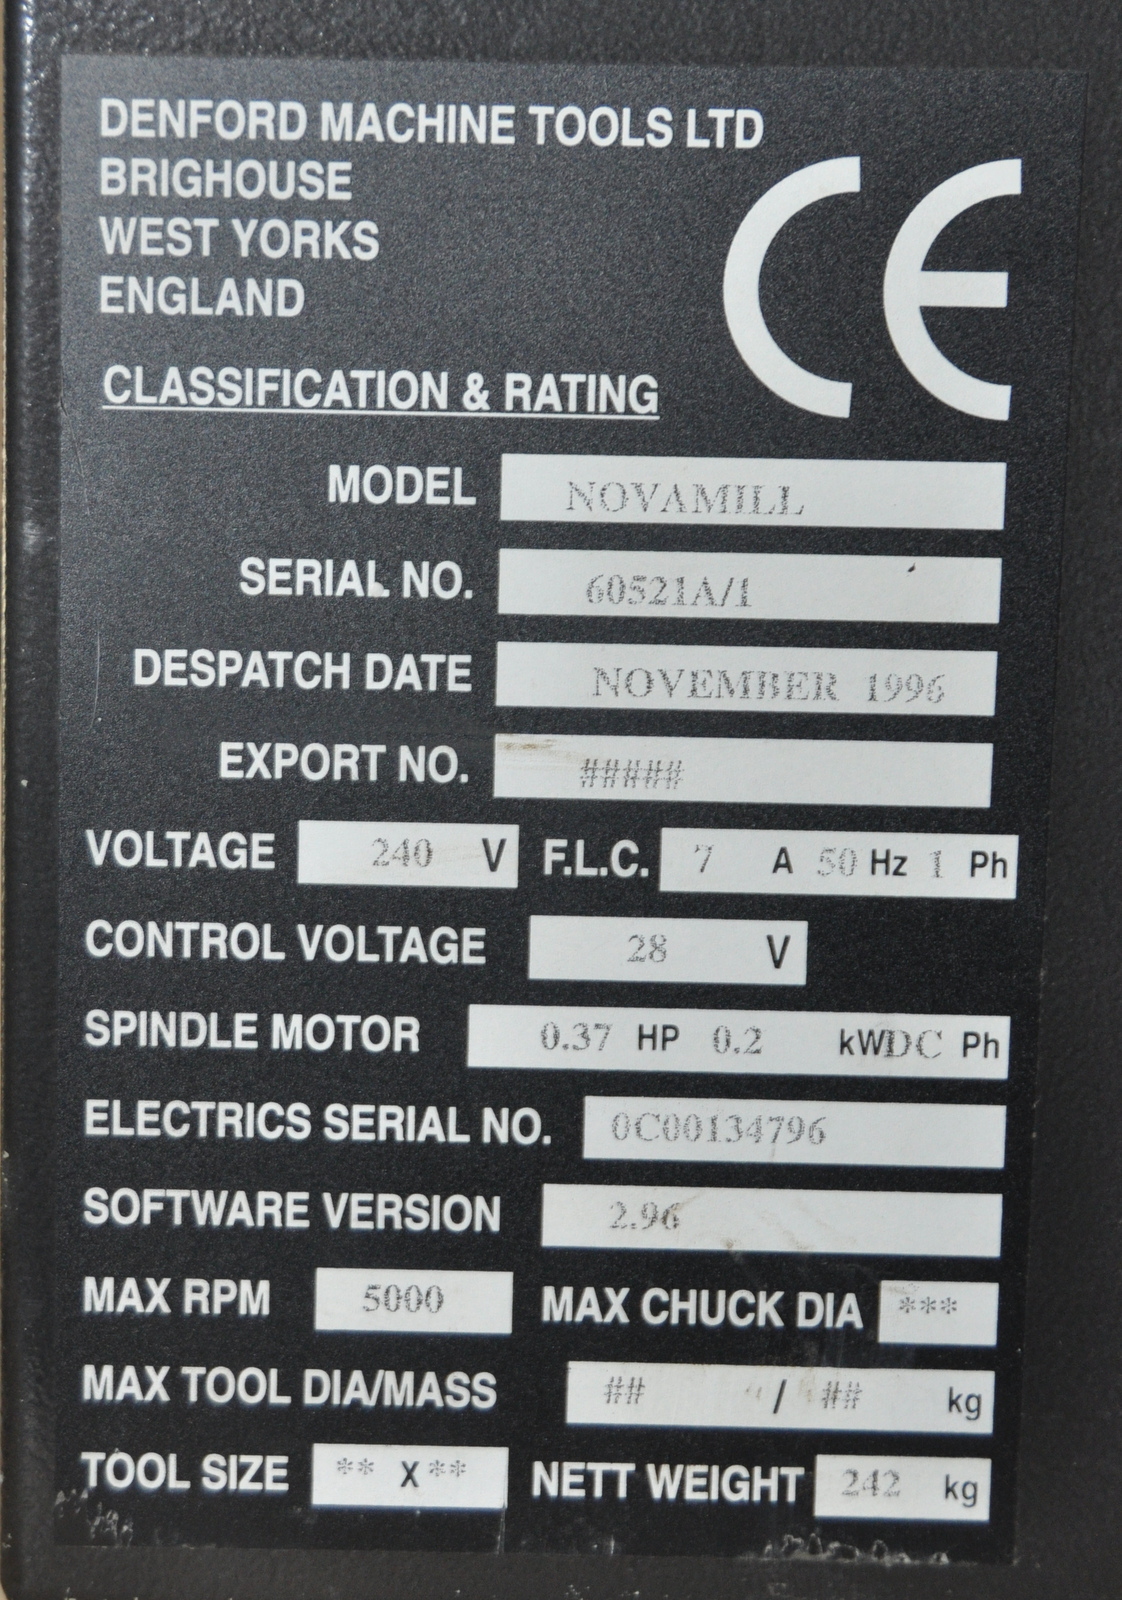 DENFORD MACHINE TOOLS LTD
BRIGHOUSE
WEST YORKS
ENGLAND
CE
CLASSIFICATION & RATING
MODEL NOVAMILL
SERIAL NO. 60521A/1
DESPATCH DATE NOVEMBER 1996
EXPORT NO. #####
VOLTAGE 240 V F.L.C. 7 A 50 Hz 1 Ph
CONTROL VOLTAGE 28 V
SPINDLE MOTOR 0.37 HP 0.2 kW DC Ph
ELECTRICS SERIAL NO. 0C00134796
SOFTWARE VERSION 2.96
MAX RPM 5000 MAX CHUCK DIA ***
MAX TOOL DIA/MASS ## / ## kg
TOOL SIZE ** X ** NETT WEIGHT 242 kg